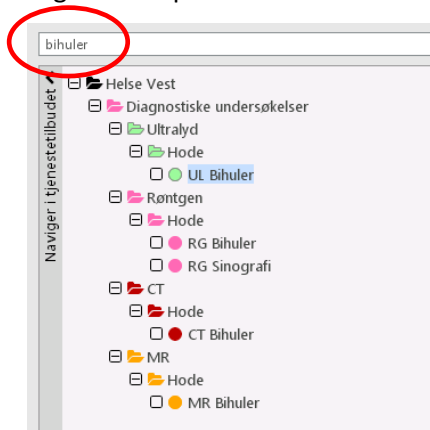 bihuler
Naviger i tjenestetilbudet
Helse Vest
Diagnostiske undersøkelser
Ultralyd
Hode
UL Bihuler
Røntgen
Hode
RG Bihuler
RG Sinografi
CT
Hode
CT Bihuler
MR
Hode
MR Bihuler